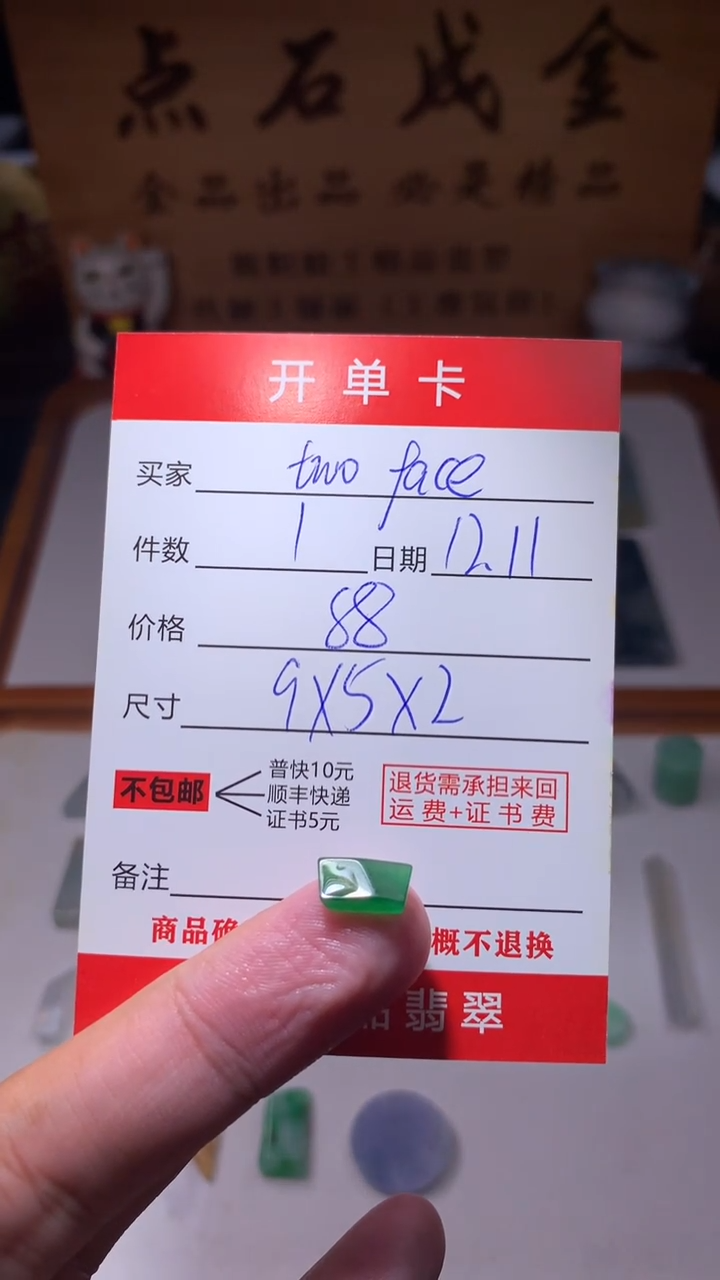 点石成金
开单卡
买家 two face
件数 1 日期 12.11
价格 88
尺寸 9X5X2
不包邮
普快10元
顺丰快递
证书5元
退货需承担来回
运费+证书费
备注
商品确 概不退换
翡翠